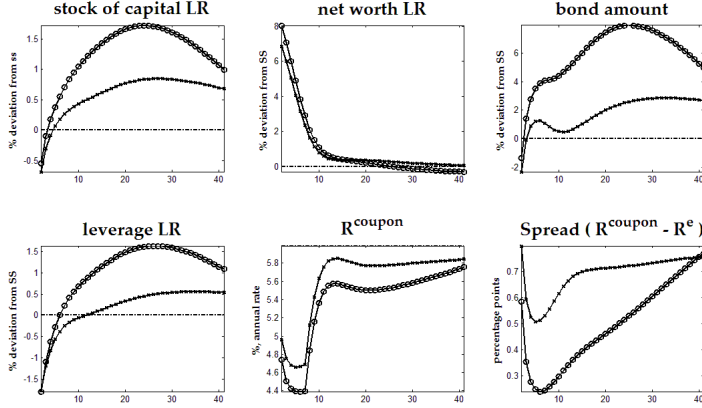 stock of capital LR
% deviation from ss
1.5
1
0.5
0
-0.5
10 20 30 40
net worth LR
% deviation from SS
8
6
4
2
0
10 20 30 40
bond amount
% deviation from SS
6
4
2
0
-2
10 20 30 40
leverage LR
% deviation from SS
1.5
1
0.5
0
-0.5
-1
-1.5
10 20 30 40
R^coupon
%, annual rate
5.8
5.6
5.4
5.2
5
4.8
4.6
4.4
10 20 30 40
Spread ( R^coupon - R^e )
percentage points
0.7
0.6
0.5
0.4
0.3
10 20 30 40